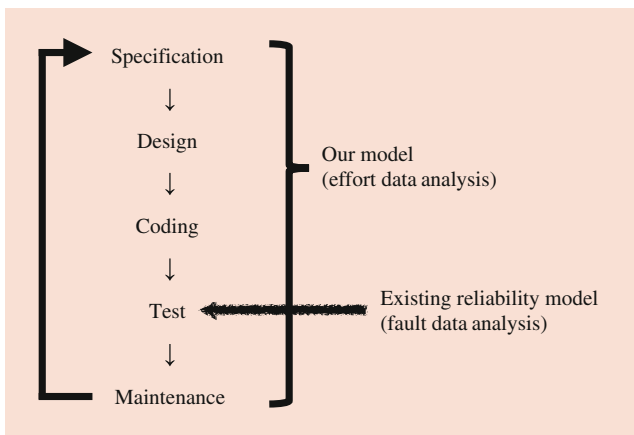 Specification
↓
Design
↓
Coding
↓
Test
↓
Maintenance
Our model
(effort data analysis)
Existing reliability model
(fault data analysis)